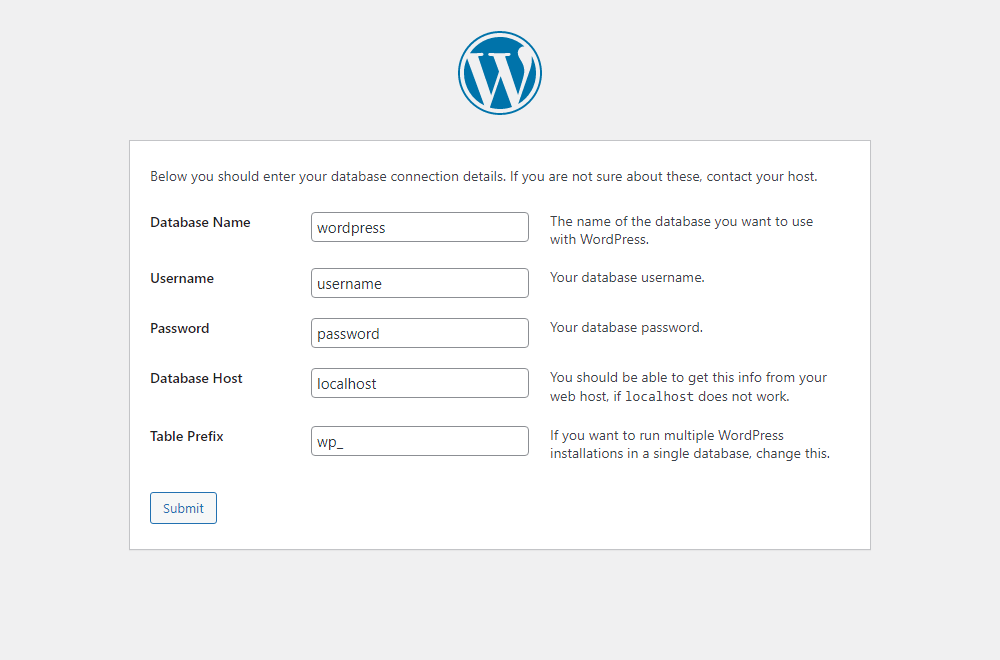 Below you should enter your database connection details. If you are not sure about these, contact your host.
Database Name
wordpress
The name of the database you want to use
with WordPress.
Username
username
Your database username.
Password
password
Your database password.
Database Host
localhost
You should be able to get this info from your
web host, if localhost does not work.
Table Prefix
wp_
If you want to run multiple WordPress
installations in a single database, change this.
Submit